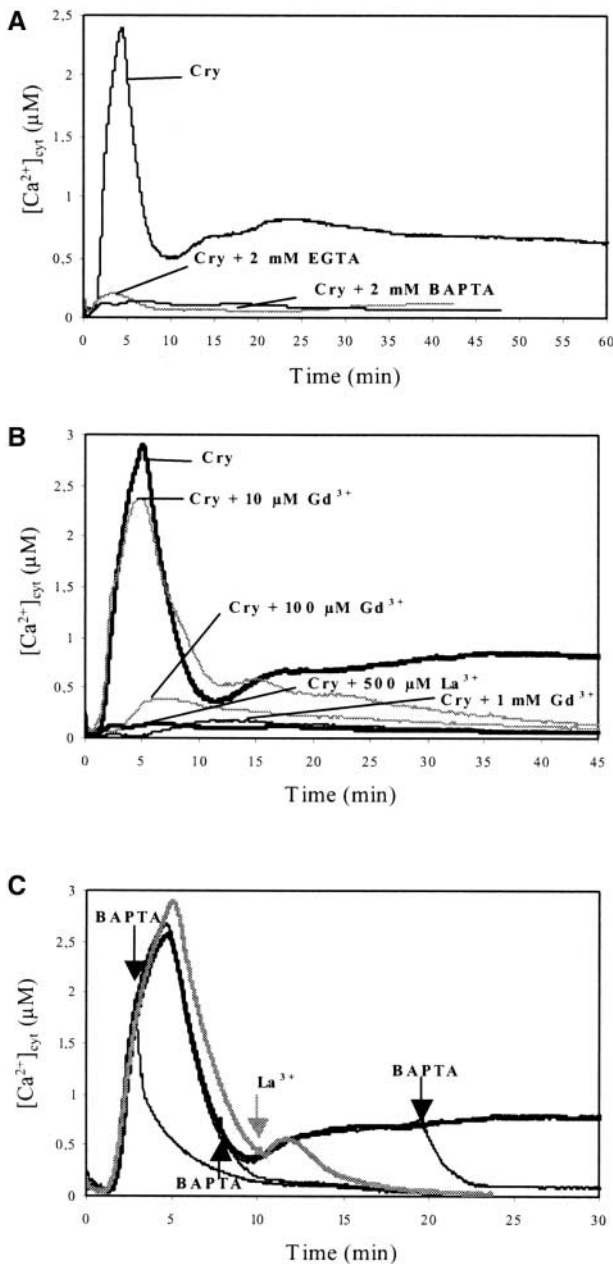 A
[Ca²⁺]cyt (µM)
2,5
2
1,5
1
0,5
0
Cry
Cry + 2 mM EGTA
Cry + 2 mM BAPTA
0 5 10 15 20 25 30 35 40 45 50 55 60
Time (min)
B
[Ca²⁺]cyt (µM)
3
2,5
2
1,5
1
0,5
0
Cry
Cry + 10 µM Gd³⁺
Cry + 100 µM Gd³⁺
Cry + 500 µM La³⁺
Cry + 1 mM Gd³⁺
0 5 10 15 20 25 30 35 40 45
Time (min)
C
[Ca²⁺]cyt (µM)
3
2,5
2
1,5
1
0,5
0
BAPTA
La³⁺
BAPTA
BAPTA
0 5 10 15 20 25 30
Time (min)